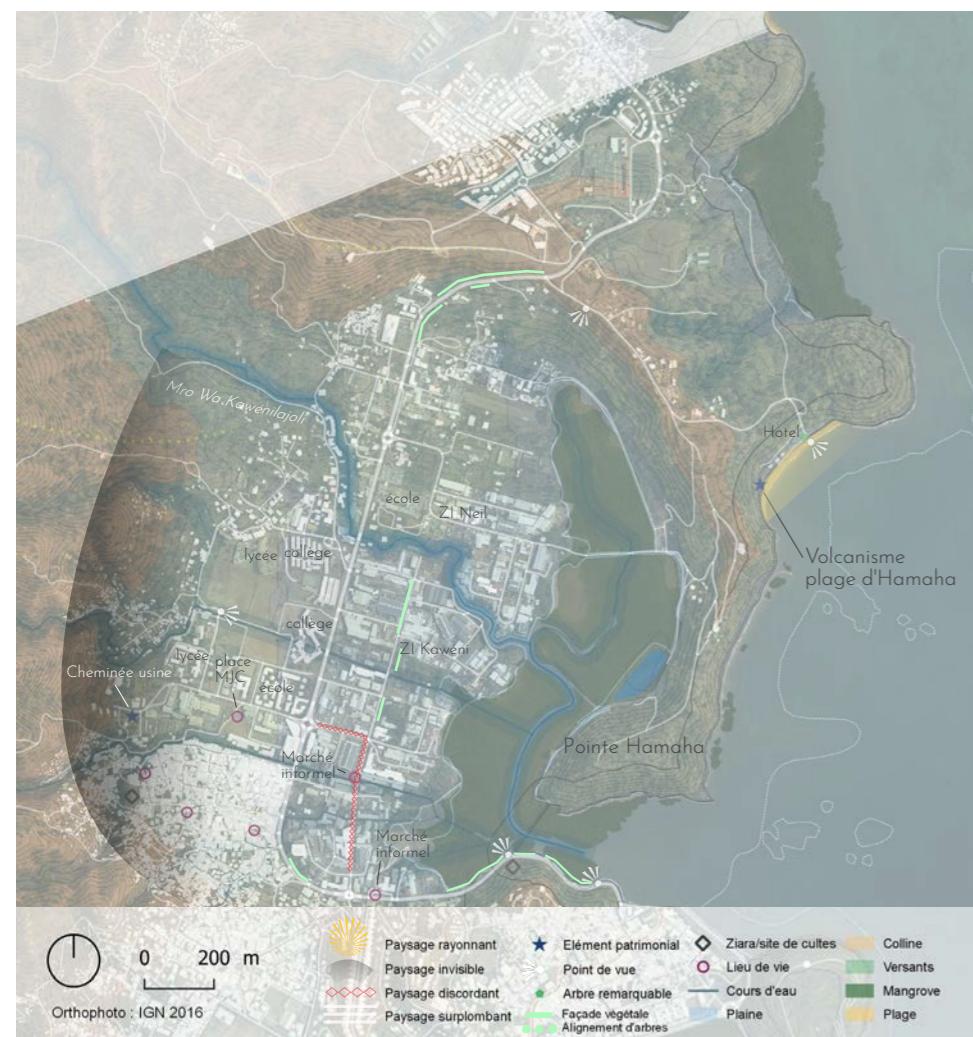 Mro Wa Kawenilajoli
Hotel
école
ZI Neil
lycée
collège
Volcanisme
plage d'Hamaha
collège
ZI Kawéni
lycée
place
MJC
école
Cheminée usine
Pointe Hamaha
Marché
informel
Marché
informel
0 200 m
Orthophoto : IGN 2016
Paysage rayonnant
Paysage invisible
Paysage discordant
Paysage surplombant
Elément patrimonial
Point de vue
Arbre remarquable
Façade végétale
Alignement d'arbres
Ziara/site de cultes
Lieu de vie
Cours d'eau
Plaine
Colline
Versants
Mangrove
Plage